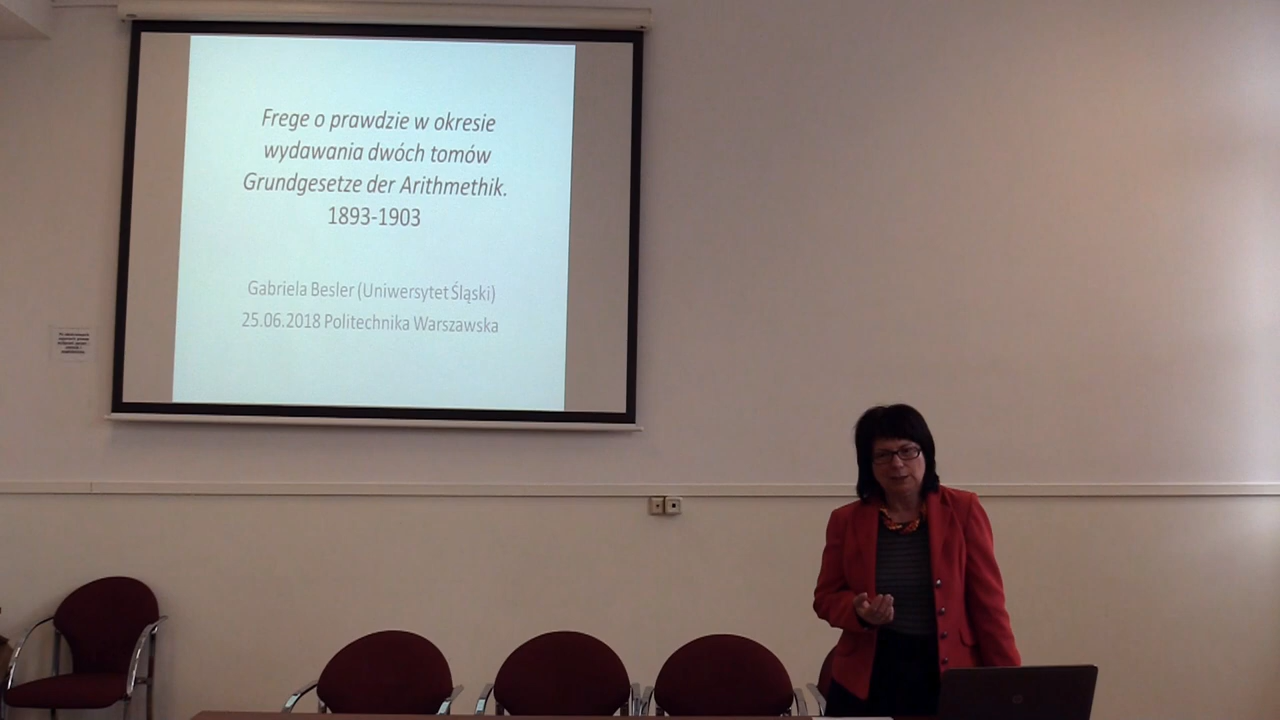 Frege o prawdzie w okresie
wydawania dwóch tomów
Grundgesetze der Arithmethik.
1893-1903
Gabriela Besler (Uniwersytet Śląski)
25.06.2018 Politechnika Warszawska